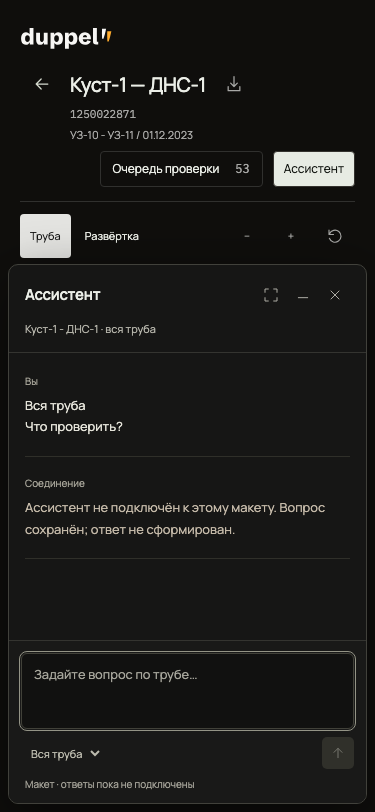 duppel
Куст-1 — ДНС-1
1250022871
УЗ-10 - УЗ-11 / 01.12.2023
Очередь проверки 53
Ассистент
Труба
Развёртка
−
+
Ассистент
Куст-1 - ДНС-1 · вся труба
Вы
Вся труба
Что проверить?
Соединение
Ассистент не подключён к этому макету. Вопрос
сохранён; ответ не сформирован.
Задайте вопрос по трубе…
Вся труба
Макет · ответы пока не подключены